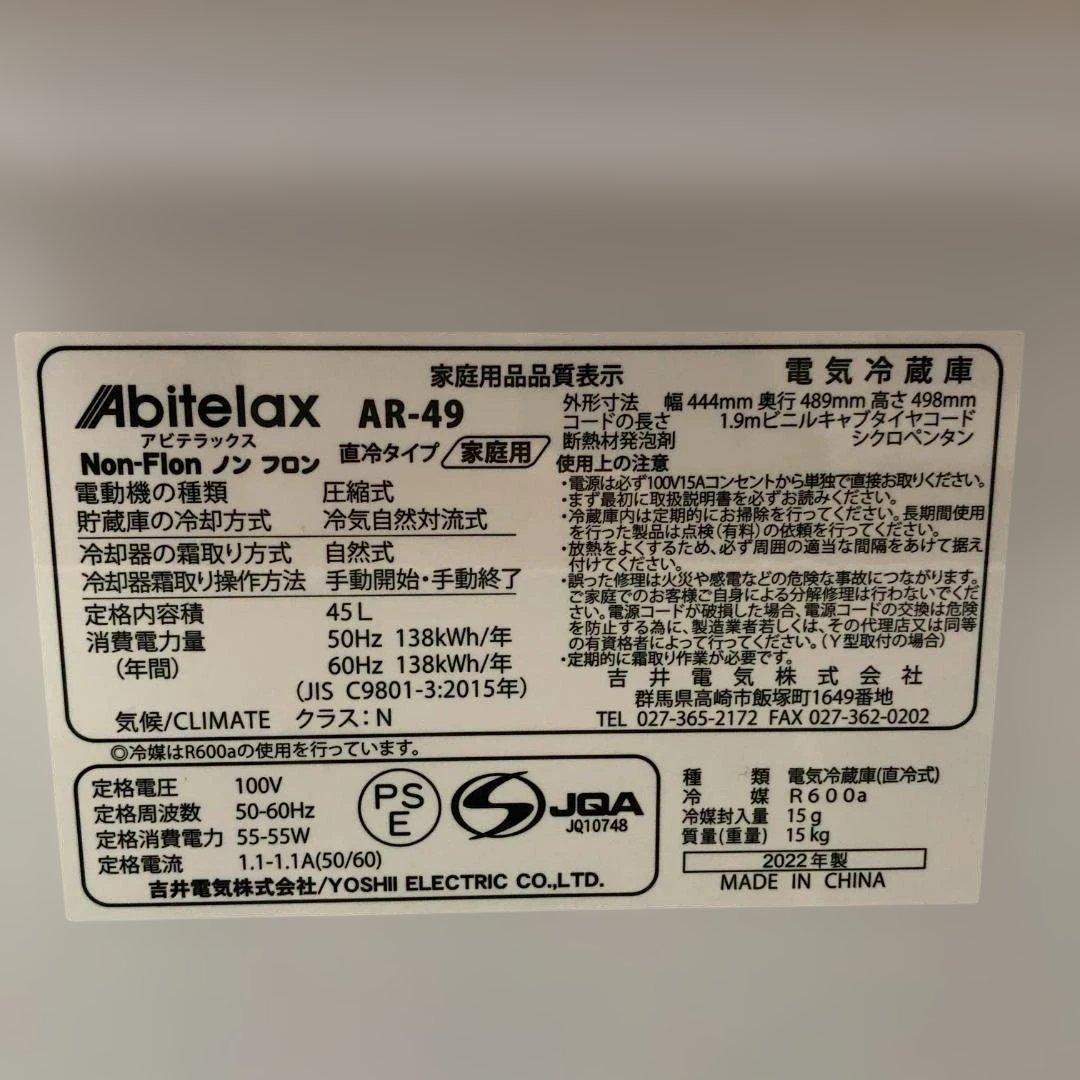 家庭用品品質表示
電気冷蔵庫
Abitelax AR-49
アビテラックス
Non-Flon ノン フロン 直冷タイプ 家庭用
電動機の種類 圧縮式
貯蔵庫の冷却方式 冷気自然対流式
冷却器の霜取り方式 自然式
冷却器霜取り操作方法 手動開始・手動終了
定格内容積 45L
消費電力量 50Hz 138kWh/年
(年間) 60Hz 138kWh/年
(JIS C9801-3:2015年)
気候/CLIMATE クラス:N
外形寸法 幅 444mm 奥行 489mm 高さ 498mm
コードの長さ 1.9mビニルキャブタイヤコード
断熱材発泡剤 シクロペンタン
使用上の注意
・電源は必ず100V15Aコンセントから単独で直接お取りください。
・まず最初に取扱説明書を必ずお読みください。
・冷蔵庫内は定期的にお掃除を行ってください。長期間使用
を行った製品は点検(有料)の依頼を行ってください。
・放熱をよくするため、必ず周囲の適当な間隔をあけて据え
付けてください。
・誤った修理は火災や感電などの危険な事故につながります。
ご家庭でのお客様ご自身による分解修理は行わないでくだ
さい。電源コードが破損した場合、電源コードの交換は危険
を防止する為に、製造業者若しくは、その代理店又は同等
の有資格者によって行ってください。(Y型取付の場合)
・定期的に霜取り作業が必要です。
吉井電気株式会社
群馬県高崎市飯塚町1649番地
TEL 027-365-2172 FAX 027-362-0202
◎冷媒はR600aの使用を行っています。
定格電圧 100V
定格周波数 50-60Hz
定格消費電力 55-55W
定格電流 1.1-1.1A(50/60)
PS
E
JQA
JQ10748
吉井電気株式会社/YOSHII ELECTRIC CO.,LTD.
種類 電気冷蔵庫(直冷式)
冷媒 R600a
冷媒封入量 15g
質量(重量) 15kg
2022年製
MADE IN CHINA